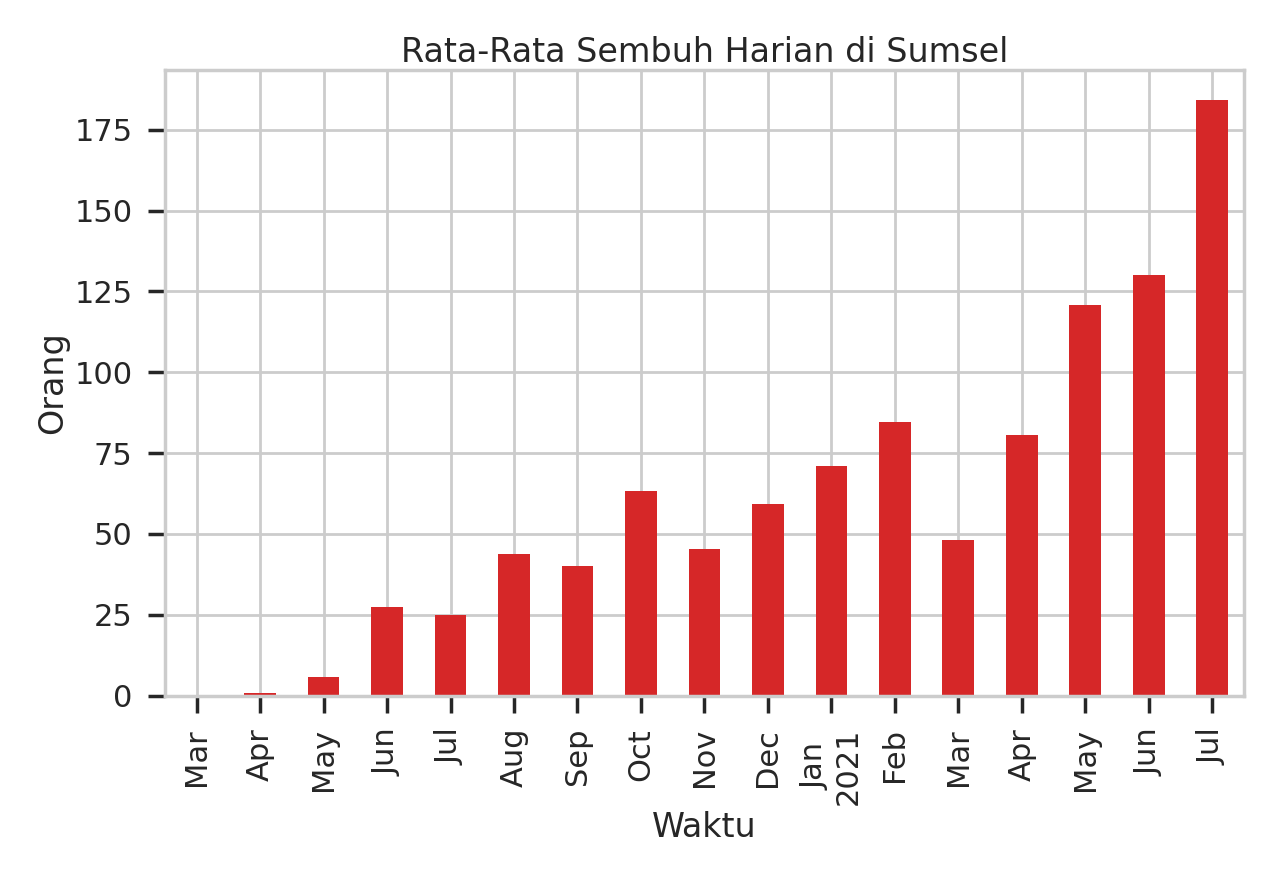 Rata-Rata Sembuh Harian di Sumsel
175
150
125
100
75
50
25
0
Orang
Mar
Apr
May
Jun
Jul
Aug
Sep
Oct
Nov
Dec
Jan
2021
Feb
Mar
Apr
May
Jun
Jul
Waktu